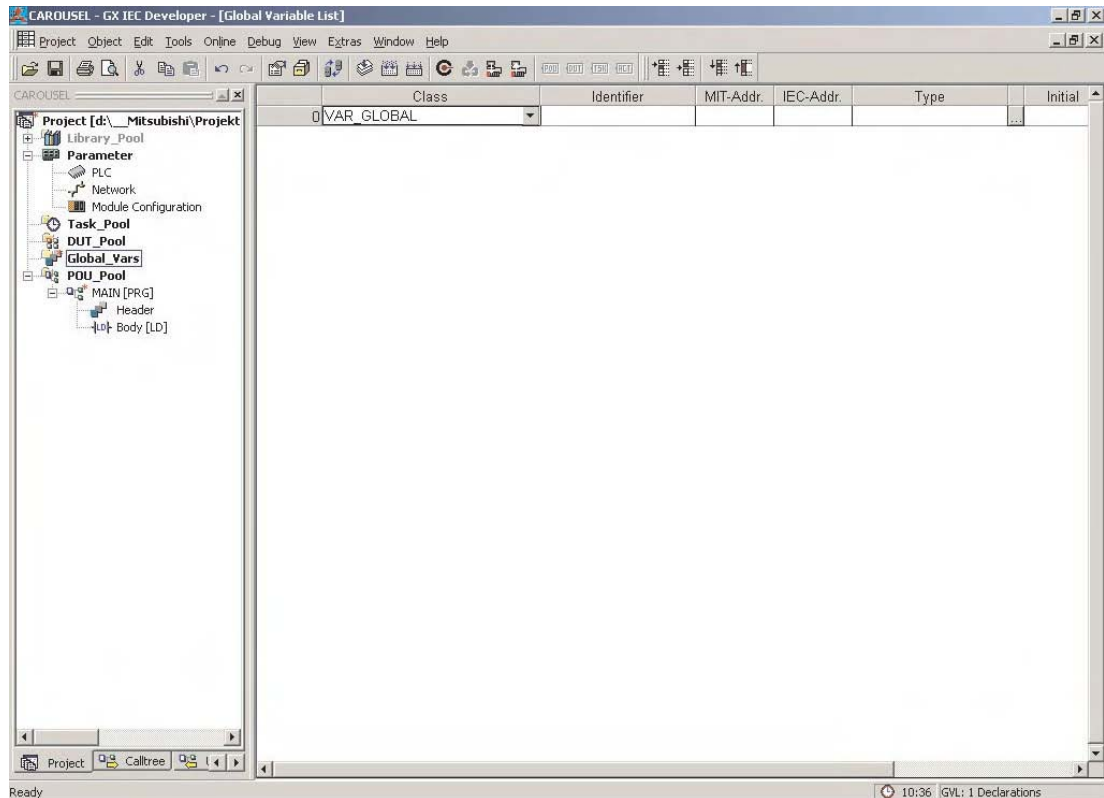 CAROUSEL - GX IEC Developer - [Global Variable List]
Project Object Edit Tools Online Debug View Extras Window Help
CAROUSEL
Class Identifier MIT-Addr. IEC-Addr. Type Initial
0 VAR_GLOBAL ...
Project [d:\__Mitsubishi\Projekt
Library_Pool
Parameter
PLC
Network
Module Configuration
Task_Pool
DUT_Pool
Global_Vars
POU_Pool
MAIN [PRG]
Header
Body [LD]
Project Calltree
Ready 10:36 GVL: 1 Declarations